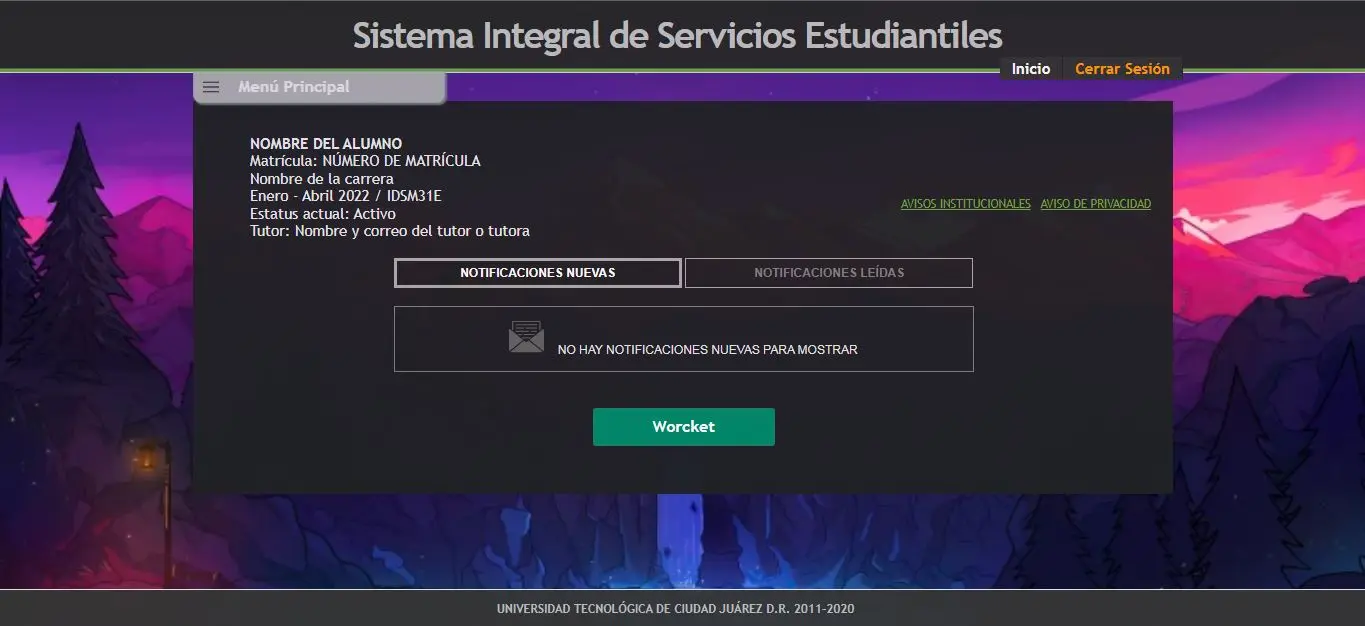 Sistema Integral de Servicios Estudiantiles
Inicio
Cerrar Sesión
Menú Principal
NOMBRE DEL ALUMNO
Matrícula: NÚMERO DE MATRÍCULA
Nombre de la carrera
Enero - Abril 2022 / IDSM31E
Estatus actual: Activo
Tutor: Nombre y correo del tutor o tutora
AVISOS INSTITUCIONALES
AVISO DE PRIVACIDAD
NOTIFICACIONES NUEVAS
NOTIFICACIONES LEÍDAS
NO HAY NOTIFICACIONES NUEVAS PARA MOSTRAR
Worcket
UNIVERSIDAD TECNOLÓGICA DE CIUDAD JUÁREZ D.R. 2011-2020